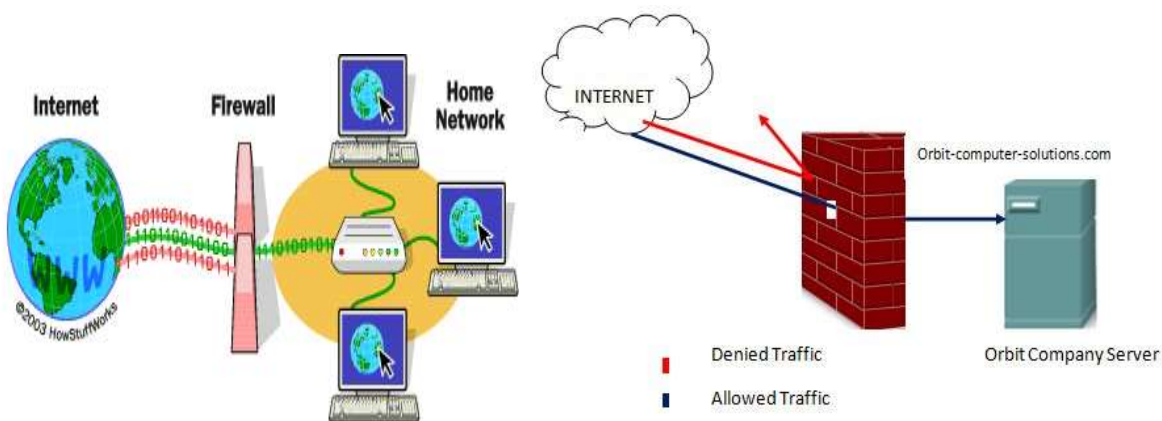 Internet
Firewall
Home
Network
©2003 HowStuffWorks
INTERNET
Orbit-computer-solutions.com
Denied Traffic
Orbit Company Server
Allowed Traffic